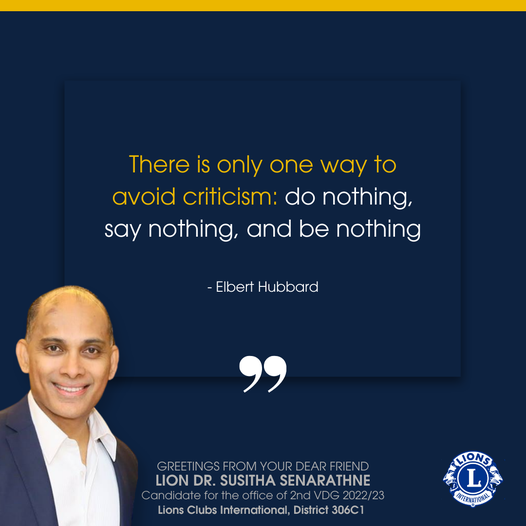 There is only one way to
avoid criticism: do nothing,
say nothing, and be nothing
- Elbert Hubbard
”
GREETINGS FROM YOUR DEAR FRIEND
LION DR. SUSITHA SENARATHNE
Candidate for the office of 2nd VDG 2022/23
Lions Clubs International, District 306C1
LIONS
L
INTERNATIONAL